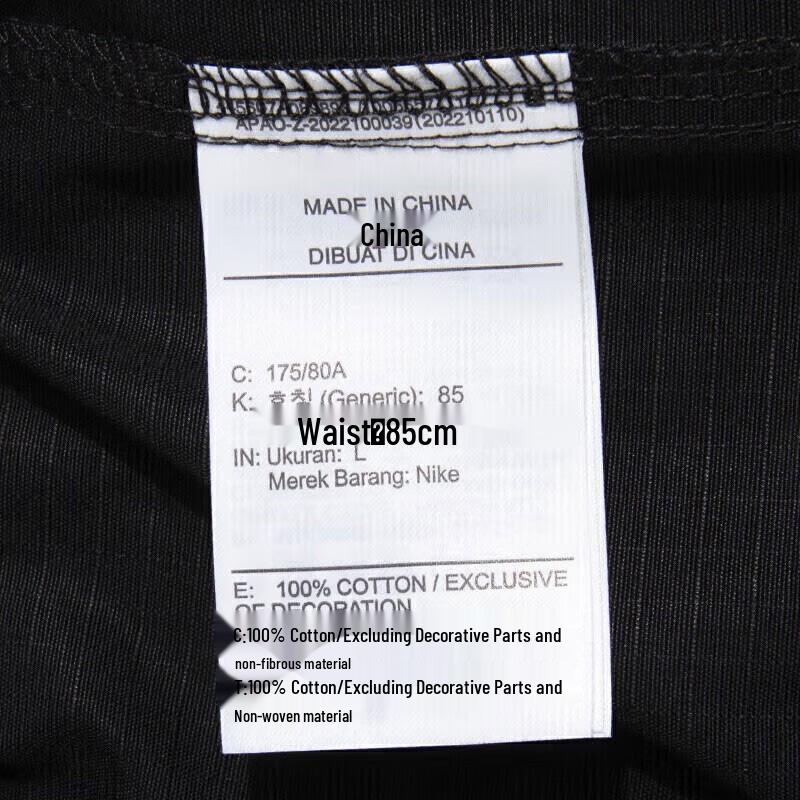 APAO-Z-2022100039(202210110)
MADE IN CHINA
China
DIBUAT DI CINA
C: 175/80A
K: 호칭 (Generic): 85
Waist 85cm
IN: Ukuran: L
Merek Barang: Nike
E: 100% COTTON / EXCLUSIVE
OF DECORATION
C:100% Cotton/Excluding Decorative Parts and
non-fibrous material
T:100% Cotton/Excluding Decorative Parts and
Non-woven material